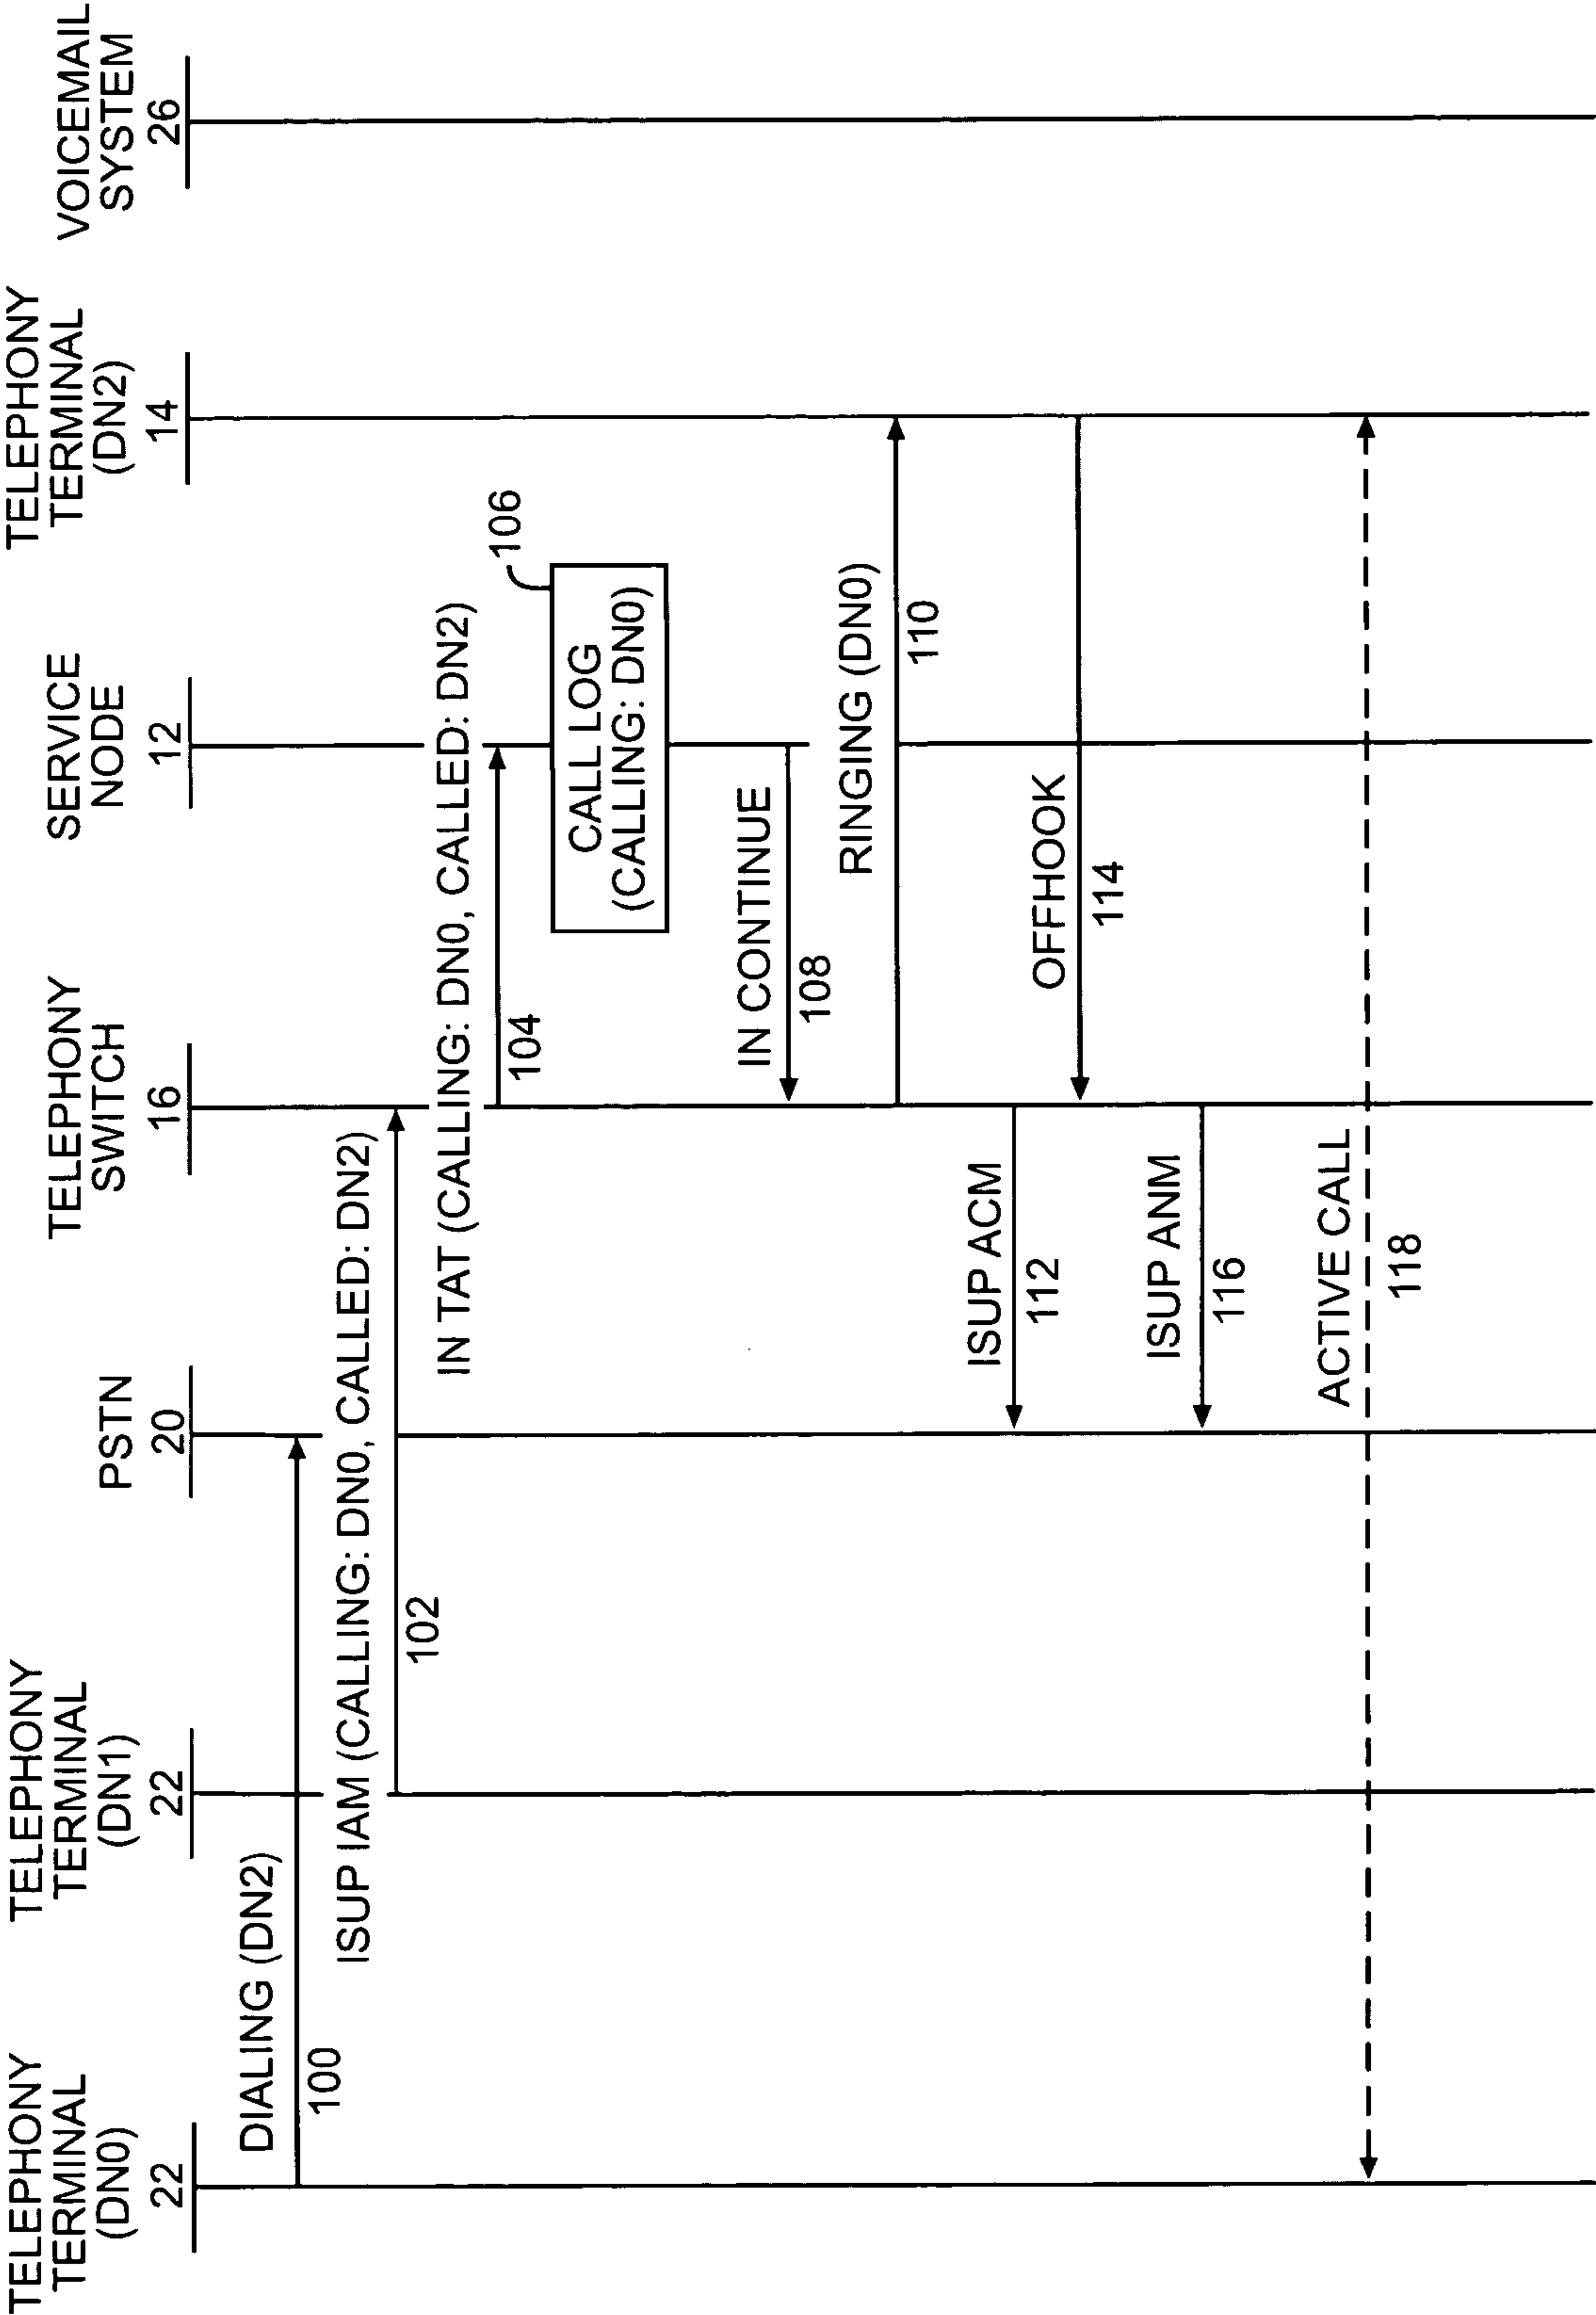 TELEPHONY
TERMINAL
(DN0)
22
TELEPHONY
TERMINAL
(DN1)
22
PSTN
20
TELEPHONY
SWITCH
16
SERVICE
NODE
12
TELEPHONY
TERMINAL
(DN2)
14
VOICEMAIL
SYSTEM
26
DIALING (DN2)
100
ISUP IAM (CALLING: DN0, CALLED: DN2)
102
IN TAT (CALLING: DN0, CALLED: DN2)
104
106
CALL LOG
(CALLING: DN0)
IN CONTINUE
108
RINGING (DN0)
110
ISUP ACM
112
OFFHOOK
114
ISUP ANM
116
ACTIVE CALL
118